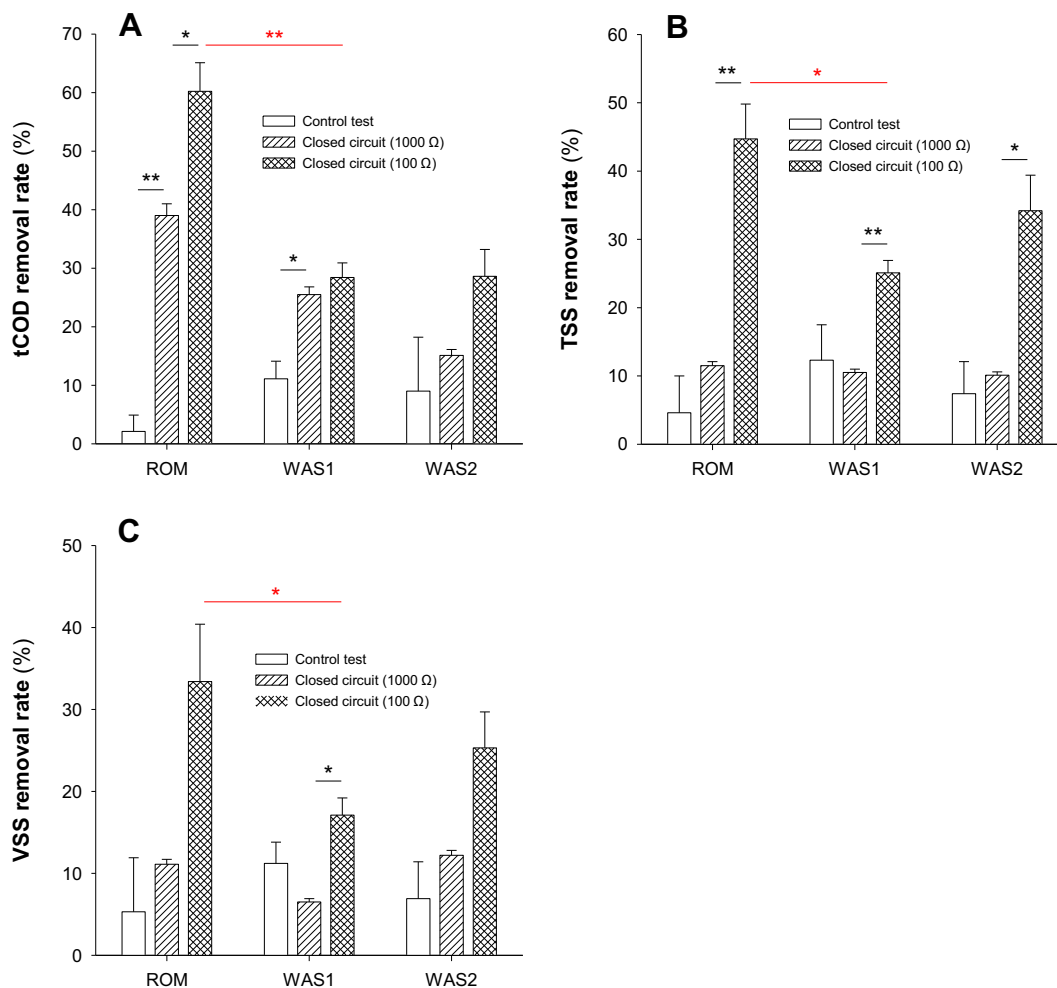 A
tCOD removal rate (%)
70
60
50
40
30
20
10
0
*
**
**
*
Control test
Closed circuit (1000 Ω)
Closed circuit (100 Ω)
ROM WAS1 WAS2
B
TSS removal rate (%)
60
50
40
30
20
10
0
**
*
**
*
Control test
Closed circuit (1000 Ω)
Closed circuit (100 Ω)
ROM WAS1 WAS2
C
VSS removal rate (%)
50
40
30
20
10
0
*
*
Control test
Closed circuit (1000 Ω)
Closed circuit (100 Ω)
ROM WAS1 WAS2